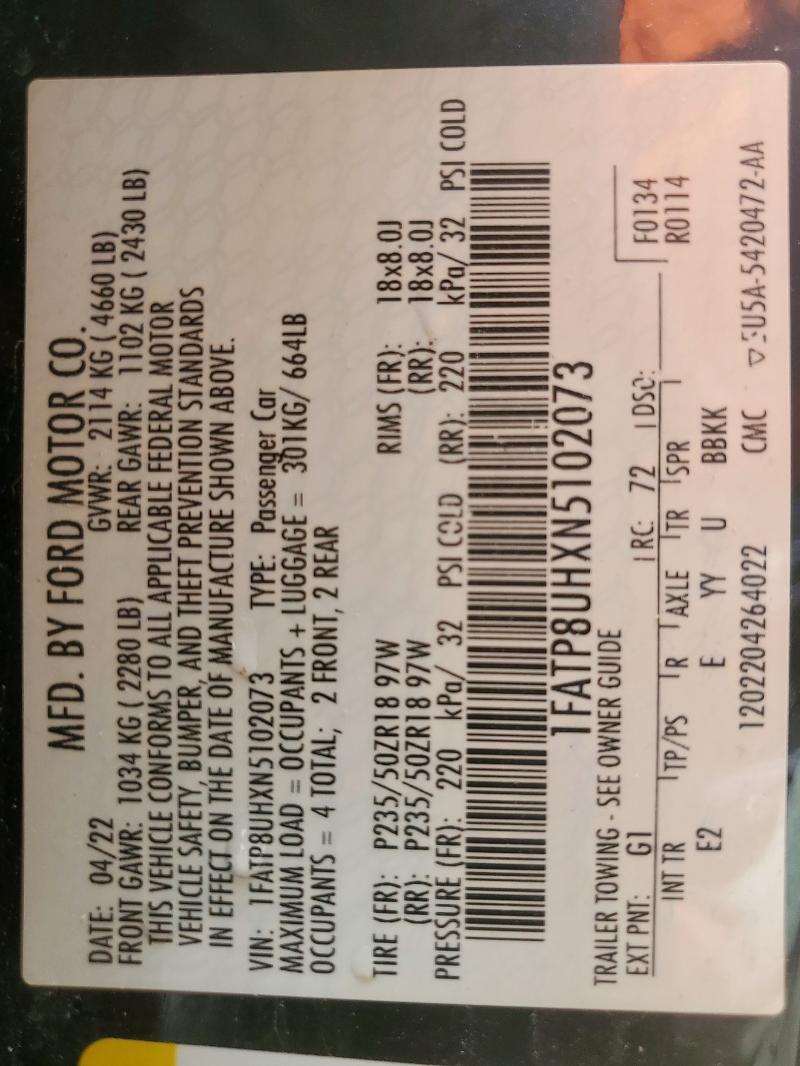 MFD. BY FORD MOTOR CO.
DATE: 04/22 GVWR: 2114 KG ( 4660 LB)
FRONT GAWR: 1034 KG ( 2280 LB) REAR GAWR: 1102 KG ( 2430 LB)
THIS VEHICLE CONFORMS TO ALL APPLICABLE FEDERAL MOTOR
VEHICLE SAFETY, BUMPER, AND THEFT PREVENTION STANDARDS
IN EFFECT ON THE DATE OF MANUFACTURE SHOWN ABOVE.
VIN: 1FATP8UHXN5102073 TYPE: Passenger Car
MAXIMUM LOAD = OCCUPANTS + LUGGAGE = 301KG/ 664LB
OCCUPANTS = 4 TOTAL; 2 FRONT, 2 REAR
TIRE (FR): P235/50ZR18 97W RIMS (FR): 18x8.0J
(RR): P235/50ZR18 97W (RR): 18x8.0J
PRESSURE (FR): 220 kPa/ 32 PSI COLD (RR): 220 kPa/ 32 PSI COLD
1FATP8UHXN5102073
TRAILER TOWING - SEE OWNER GUIDE
EXT PNT: G1 RC: 72 DSO: F0134
INT TR TP/PS R AXLE TR SPR R0114
E2 E YY U BBKK
1202204264022 CMC ▽ U5A-5420472-AA